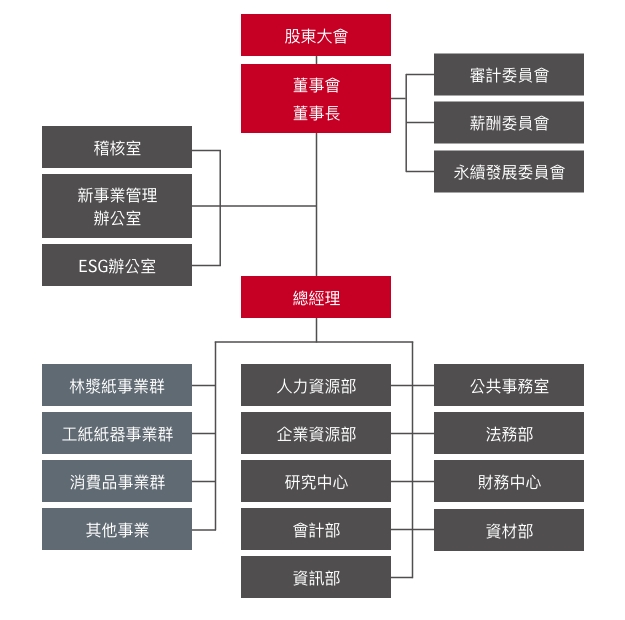 股東大會
董事會
董事長
審計委員會
薪酬委員會
永續發展委員會
稽核室
新事業管理
辦公室
ESG辦公室
總經理
林漿紙事業群
工紙紙器事業群
消費品事業群
其他事業
人力資源部
企業資源部
研究中心
會計部
資訊部
公共事務室
法務部
財務中心
資材部